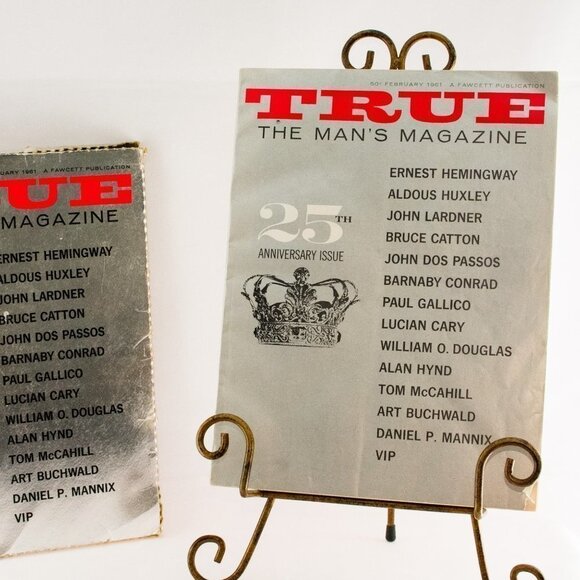 UARY 1961 A FAWCETT PUBLICATION
UE
MAGAZINE
ERNEST HEMINGWAY
ALDOUS HUXLEY
JOHN LARDNER
BRUCE CATTON
JOHN DOS PASSOS
BARNABY CONRAD
PAUL GALLICO
LUCIAN CARY
WILLIAM O. DOUGLAS
ALAN HYND
TOM McCAHILL
ART BUCHWALD
DANIEL P. MANNIX
VIP
50¢ FEBRUARY 1961 A FAWCETT PUBLICATION
TRUE
THE MAN'S MAGAZINE
25TH
ANNIVERSARY ISSUE
ERNEST HEMINGWAY
ALDOUS HUXLEY
JOHN LARDNER
BRUCE CATTON
JOHN DOS PASSOS
BARNABY CONRAD
PAUL GALLICO
LUCIAN CARY
WILLIAM O. DOUGLAS
ALAN HYND
TOM McCAHILL
ART BUCHWALD
DANIEL P. MANNIX
VIP